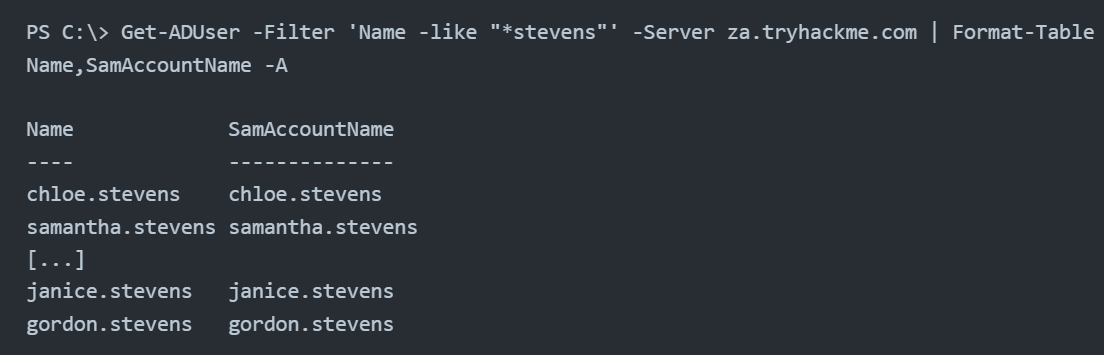 PS C:\> Get-ADUser -Filter 'Name -like "*stevens"' -Server za.tryhackme.com | Format-Table
Name,SamAccountName -A
Name             SamAccountName
----             --------------
chloe.stevens    chloe.stevens
samantha.stevens samantha.stevens
[...]
janice.stevens   janice.stevens
gordon.stevens   gordon.stevens